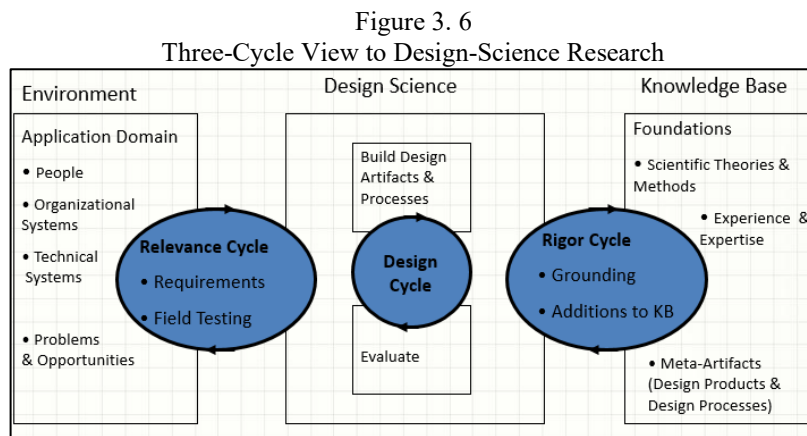 Figure 3. 6
Three-Cycle View to Design-Science Research
Environment
Application Domain
• People
• Organizational
Systems
• Technical
Systems
• Problems
& Opportunities
Relevance Cycle
• Requirements
• Field Testing
Design Science
Build Design
Artifacts &
Processes
Design
Cycle
Evaluate
Knowledge Base
Foundations
• Scientific Theories &
Methods
• Experience &
Expertise
Rigor Cycle
• Grounding
• Additions to KB
• Meta-Artifacts
(Design Products &
Design Processes)